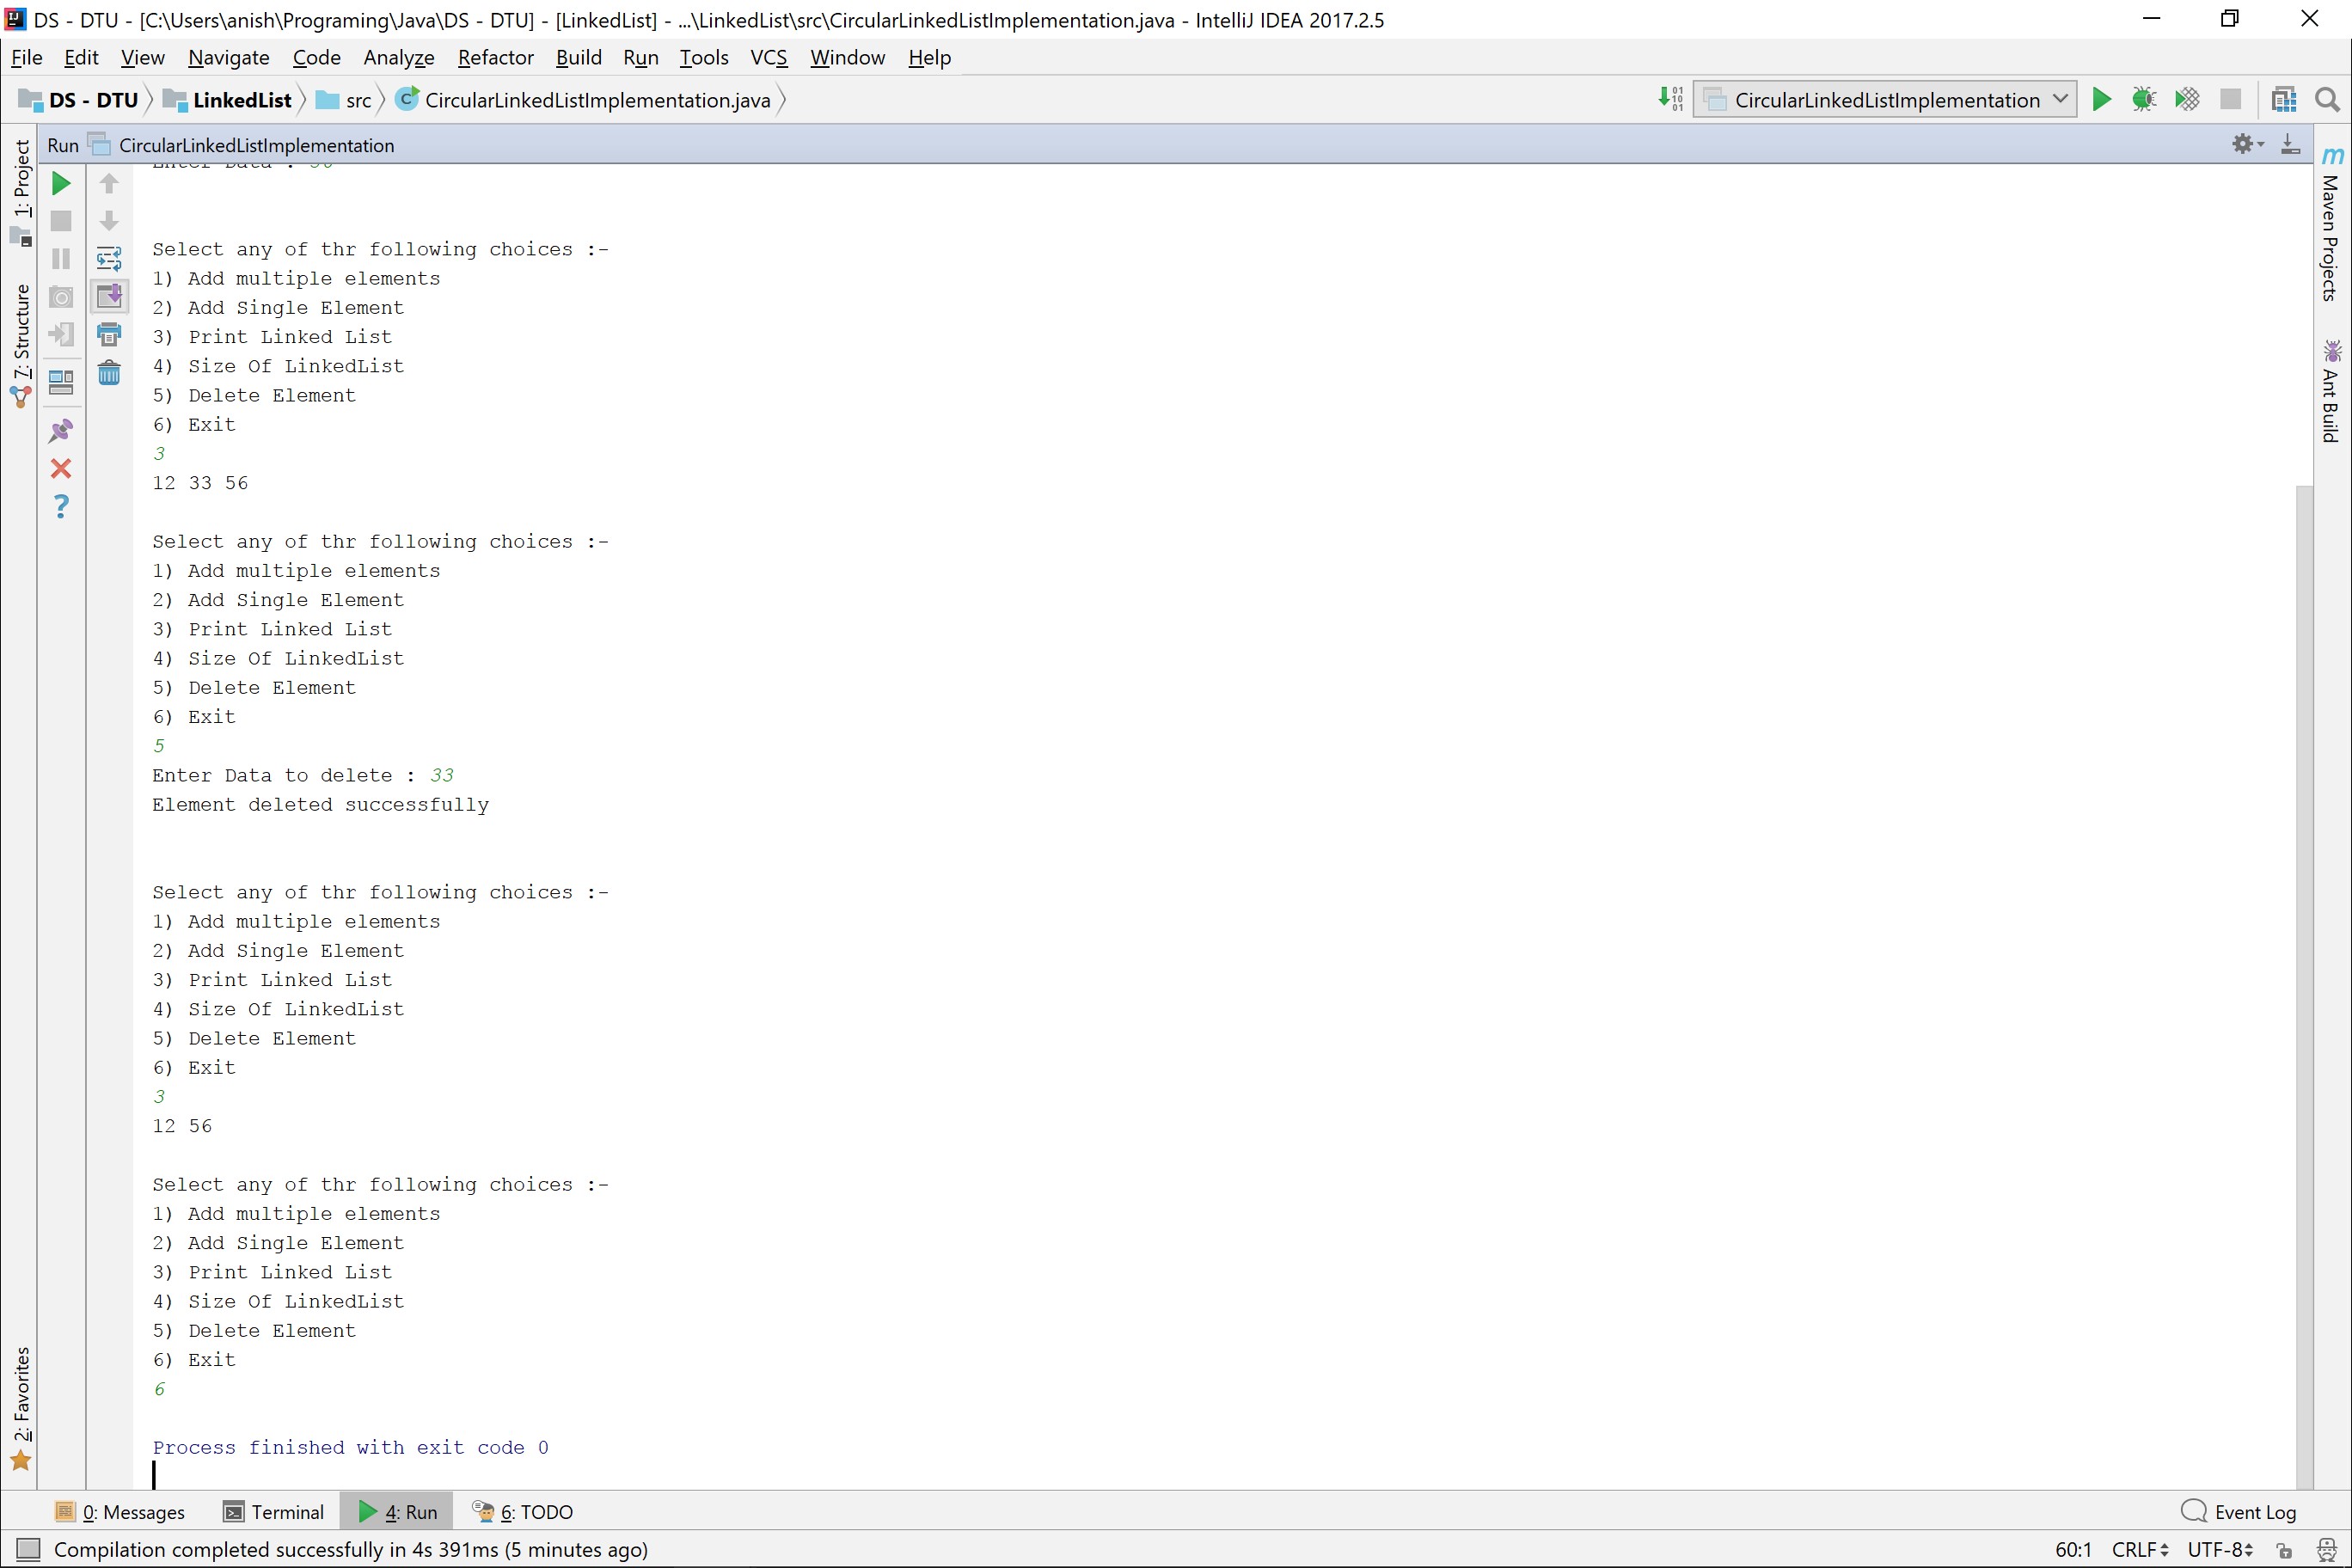 DS - DTU - [C:\Users\anish\Programing\Java\DS - DTU] - [LinkedList] - ...\LinkedList\src\CircularLinkedListImplementation.java - IntelliJ IDEA 2017.2.5
File Edit View Navigate Code Analyze Refactor Build Run Tools VCS Window Help
DS - DTU LinkedList src CircularLinkedListImplementation.java CircularLinkedListImplementation
Run CircularLinkedListImplementation
1: Project
7: Structure
2: Favorites
Maven Projects
Ant Build
Select any of thr following choices :-
1) Add multiple elements
2) Add Single Element
3) Print Linked List
4) Size Of LinkedList
5) Delete Element
6) Exit
3
12 33 56
Select any of thr following choices :-
1) Add multiple elements
2) Add Single Element
3) Print Linked List
4) Size Of LinkedList
5) Delete Element
6) Exit
5
Enter Data to delete : 33
Element deleted successfully
Select any of thr following choices :-
1) Add multiple elements
2) Add Single Element
3) Print Linked List
4) Size Of LinkedList
5) Delete Element
6) Exit
3
12 56
Select any of thr following choices :-
1) Add multiple elements
2) Add Single Element
3) Print Linked List
4) Size Of LinkedList
5) Delete Element
6) Exit
6
Process finished with exit code 0
0: Messages Terminal 4: Run 6: TODO Event Log
Compilation completed successfully in 4s 391ms (5 minutes ago) 60:1 CRLF UTF-8